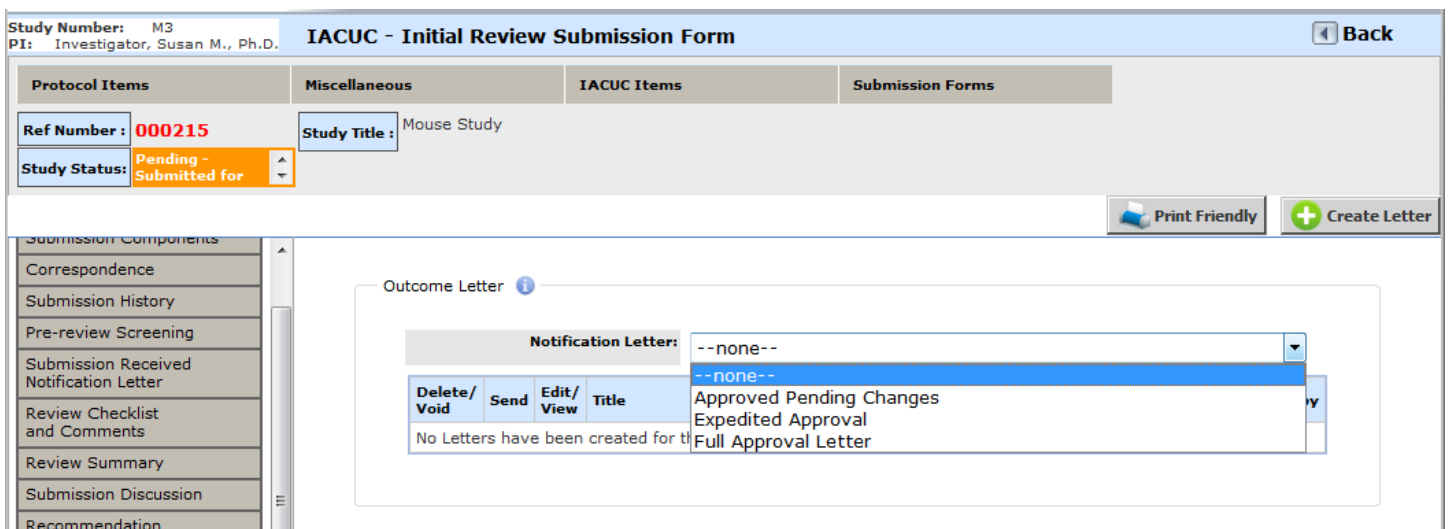 Study Number: M3
PI: Investigator, Susan M., Ph.D.
IACUC - Initial Review Submission Form
Back
Protocol Items
Miscellaneous
IACUC Items
Submission Forms
Ref Number : 000215
Study Title : Mouse Study
Study Status: Pending -
Submitted for
Print Friendly
Create Letter
Submission Components
Correspondence
Submission History
Pre-review Screening
Submission Received
Notification Letter
Review Checklist
and Comments
Review Summary
Submission Discussion
Recommendation
Outcome Letter
Notification Letter: --none--
--none--
Approved Pending Changes
Expedited Approval
Full Approval Letter
Delete/
Void
Send
Edit/
View
Title
by
No Letters have been created for